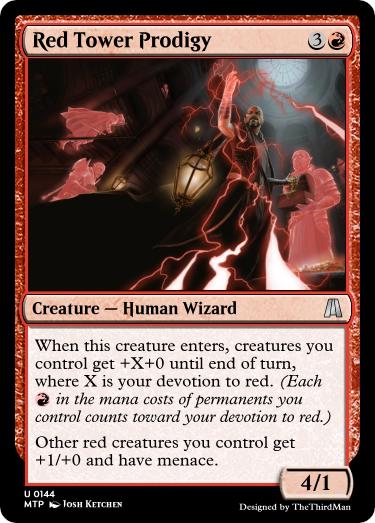 Red Tower Prodigy 3
Creature — Human Wizard
When this creature enters, creatures you
control get +X+0 until end of turn,
where X is your devotion to red. (Each
in the mana costs of permanents you
control counts toward your devotion to red.)
Other red creatures you control get
+1/+0 and have menace.
4/1
U 0144
MTP Josh Ketchen
Designed by TheThirdMan